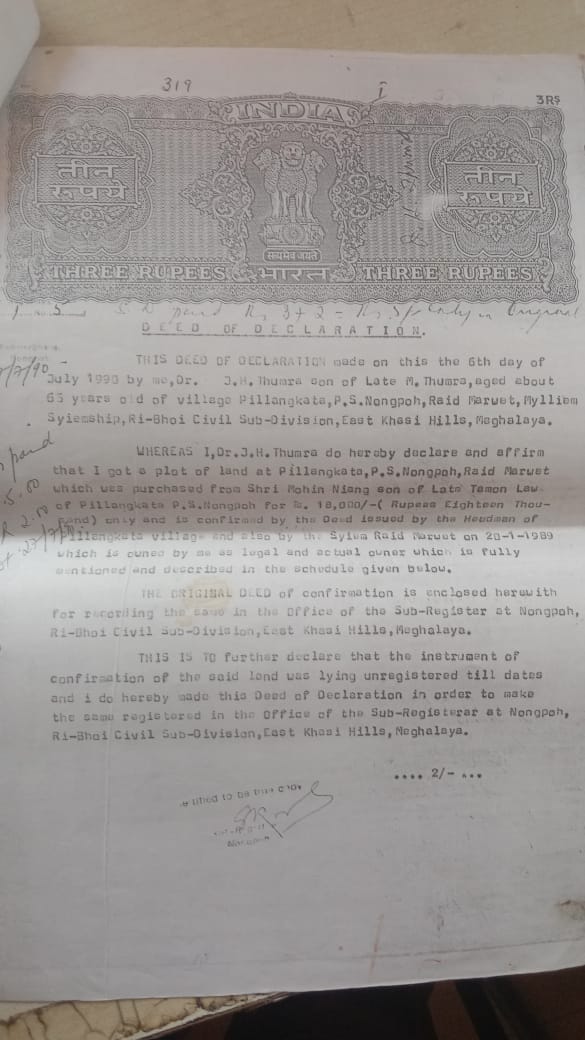 319
3RS
INDIA
तीन
रूपये
तीन
रूपये
सत्यमेव जयते
THREE RUPEES भारत THREE RUPEES
DEED OF DECLARATION.
THIS DEED OF DECLARATION made on this the 6th day of
July 1990 by me,Dr. J.H.Thumra son of Late M.Thumra,aged about
65 years old of village Pillangkata,P.S.Nongpoh,Raid Marwet,Mylliem
Syiemship,Ri-Bhoi Civil Sub-Division,East Khasi Hills,Meghalaya.
WHEREAS I,Dr.J.H.Thumra do hereby declare and affirm
that I got a plot of land at Pillangkata,P.S.Nongpoh,Raid Marwet
which was purchased from Shri Mohin Niang son of Late Tamon Law
of Pillangkata P.S.Nongpoh for Rs. 18,000/-( Rupees Eighteen Thou-
sand) only and is confirmed by the Deed issued by the Headman of
Pillangkata village and also by the Syiem Raid Marwet on 20-1-1989
which is owned by me as legal and actual owner which is fully
mentioned and described in the schedule given below.
THE ORIGINAL DEED of confirmation is enclosed herewith
for recording the same in the Office of the Sub-Register at Nongpoh,
Ri-Bhoi Civil Sub-Division,East Khasi Hills,Meghalaya.
THIS IS TO further declare that the instrument of
confirmation of the said land was lying unregistered till dates
and i do hereby made this Deed of Declaration in order to make
the same registered in the Office of the Sub-Registerar at Nongpoh,
Ri-Bhoi Civil Sub-Division,East Khasi Hills,Meghalaya.
.... 2/- ...
to be true copy